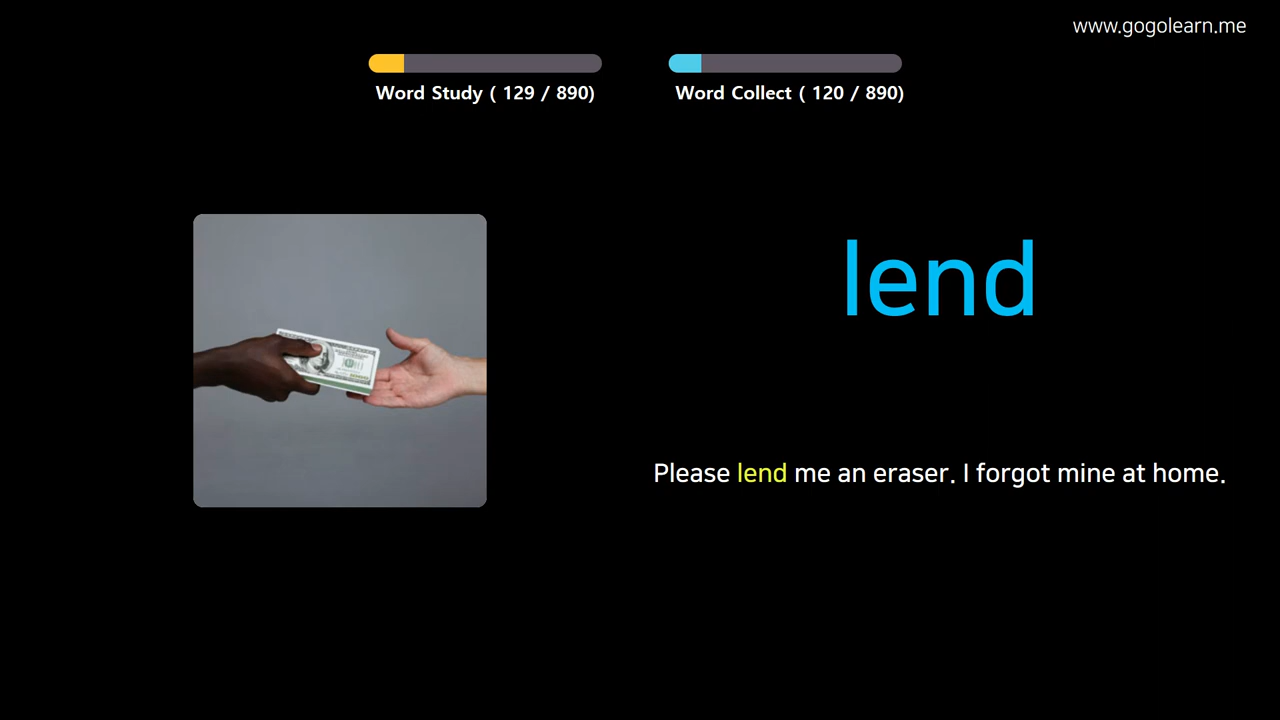 www.gogolearn.me
Word Study ( 129 / 890)
Word Collect ( 120 / 890)
lend
Please lend me an eraser. I forgot mine at home.